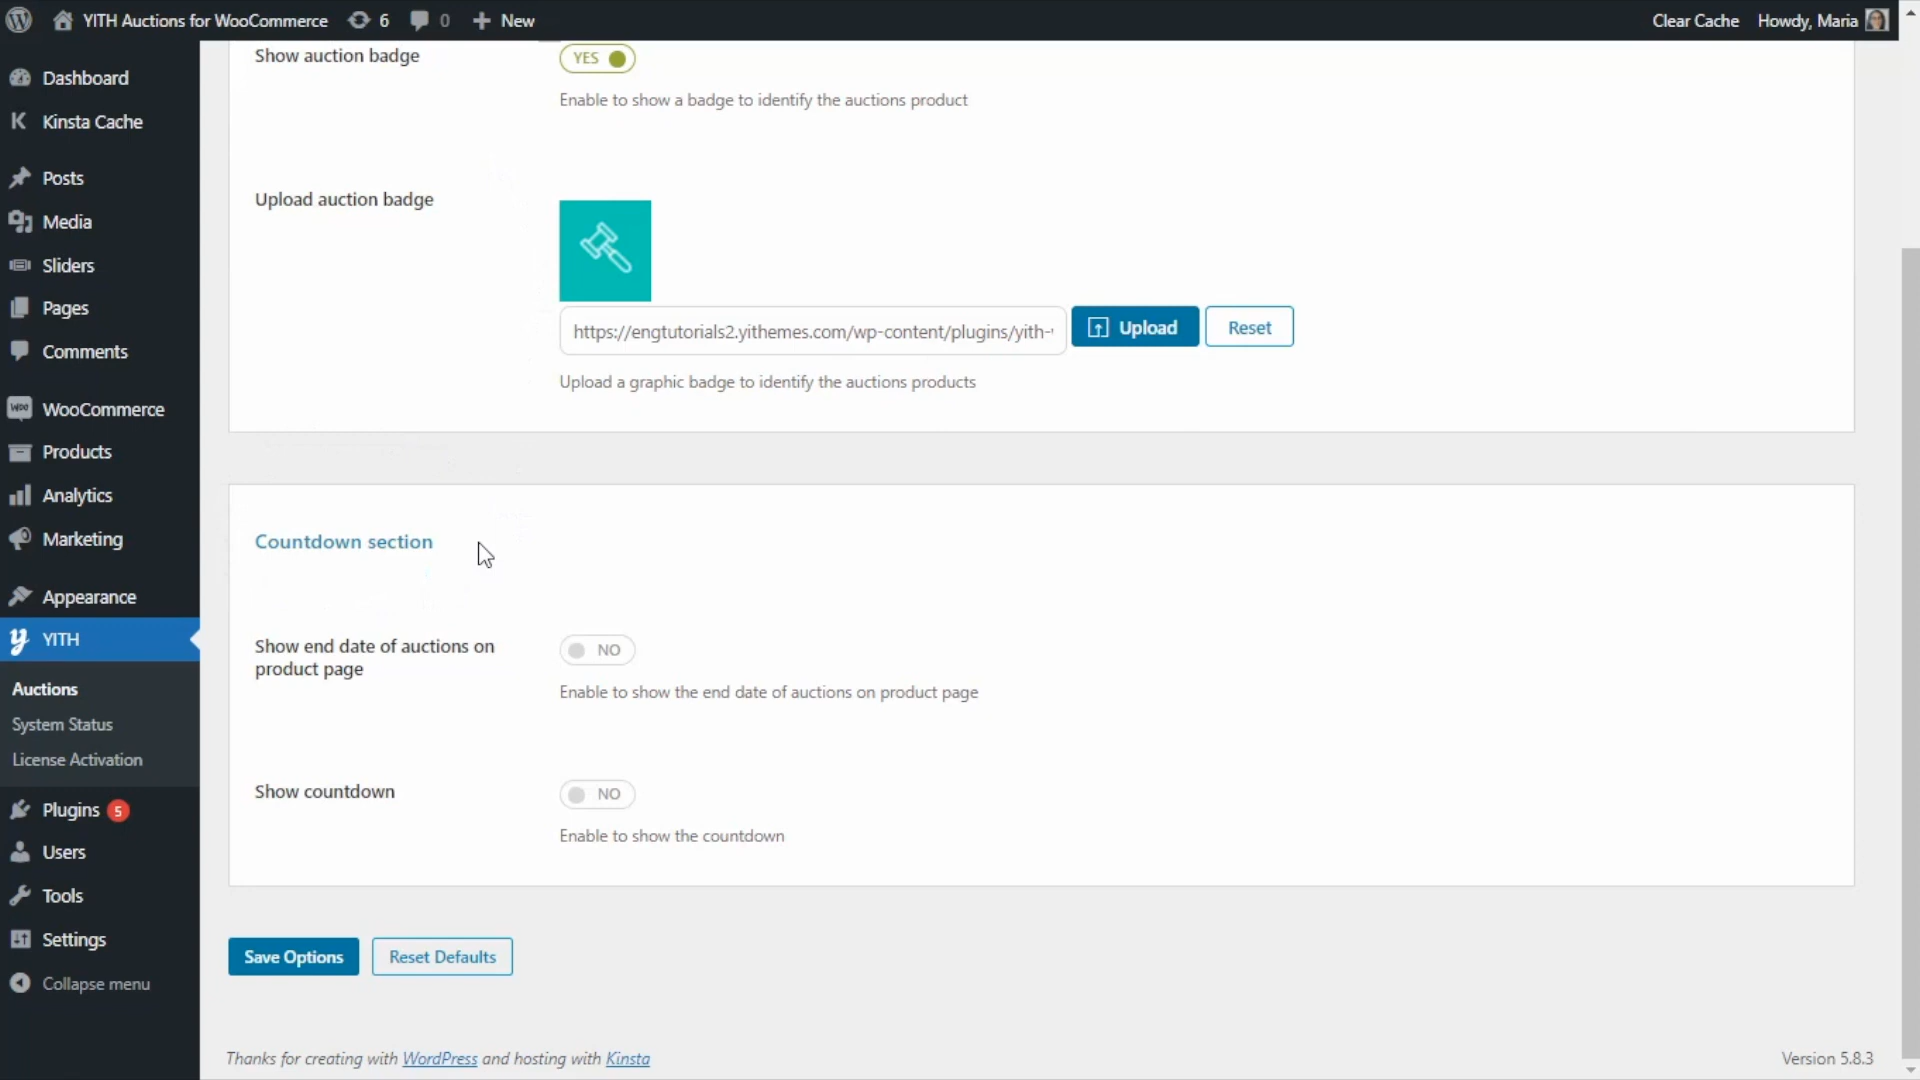 YITH Auctions for WooCommerce 6 0 New Clear Cache Howdy, Maria
Dashboard
Kinsta Cache
Posts
Media
Sliders
Pages
Comments
WooCommerce
Products
Analytics
Marketing
Appearance
YITH
Auctions
System Status
License Activation
Plugins 5
Users
Tools
Settings
Collapse menu
Show auction badge
YES
Enable to show a badge to identify the auctions product
Upload auction badge
https://engtutorials2.yithemes.com/wp-content/plugins/yith- Upload Reset
Upload a graphic badge to identify the auctions products
Countdown section
Show end date of auctions on
product page
NO
Enable to show the end date of auctions on product page
Show countdown
NO
Enable to show the countdown
Save Options Reset Defaults
Thanks for creating with WordPress and hosting with Kinsta
Version 5.8.3